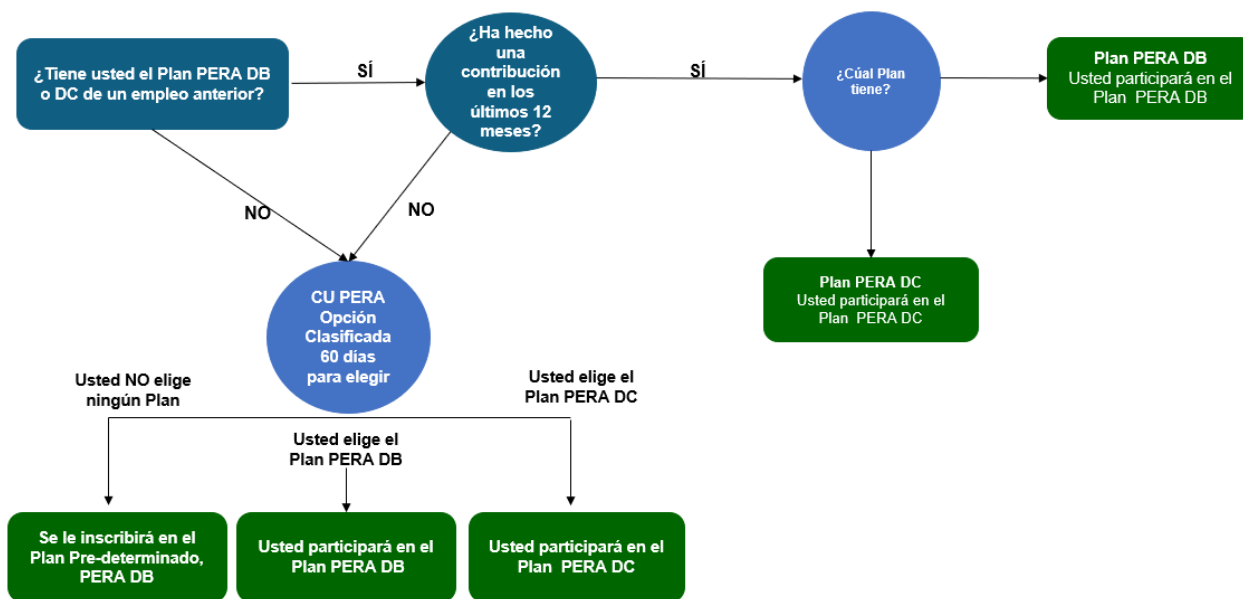 ¿Tiene usted el Plan PERA DB
o DC de un empleo anterior?
SÍ
¿Ha hecho
una
contribución
en los
últimos 12
meses?
SÍ
¿Cúal Plan
tiene?
Plan PERA DB
Usted participará en el
Plan PERA DB
NO
NO
Plan PERA DC
Usted participará en el
Plan PERA DC
CU PERA
Opción
Clasificada
60 días
para elegir
Usted NO elige
ningún Plan
Usted elige el
Plan PERA DB
Usted elige el
Plan PERA DC
Se le inscribirá en el
Plan Pre-determinado,
PERA DB
Usted participará en el
Plan PERA DB
Usted participará en el
Plan PERA DC